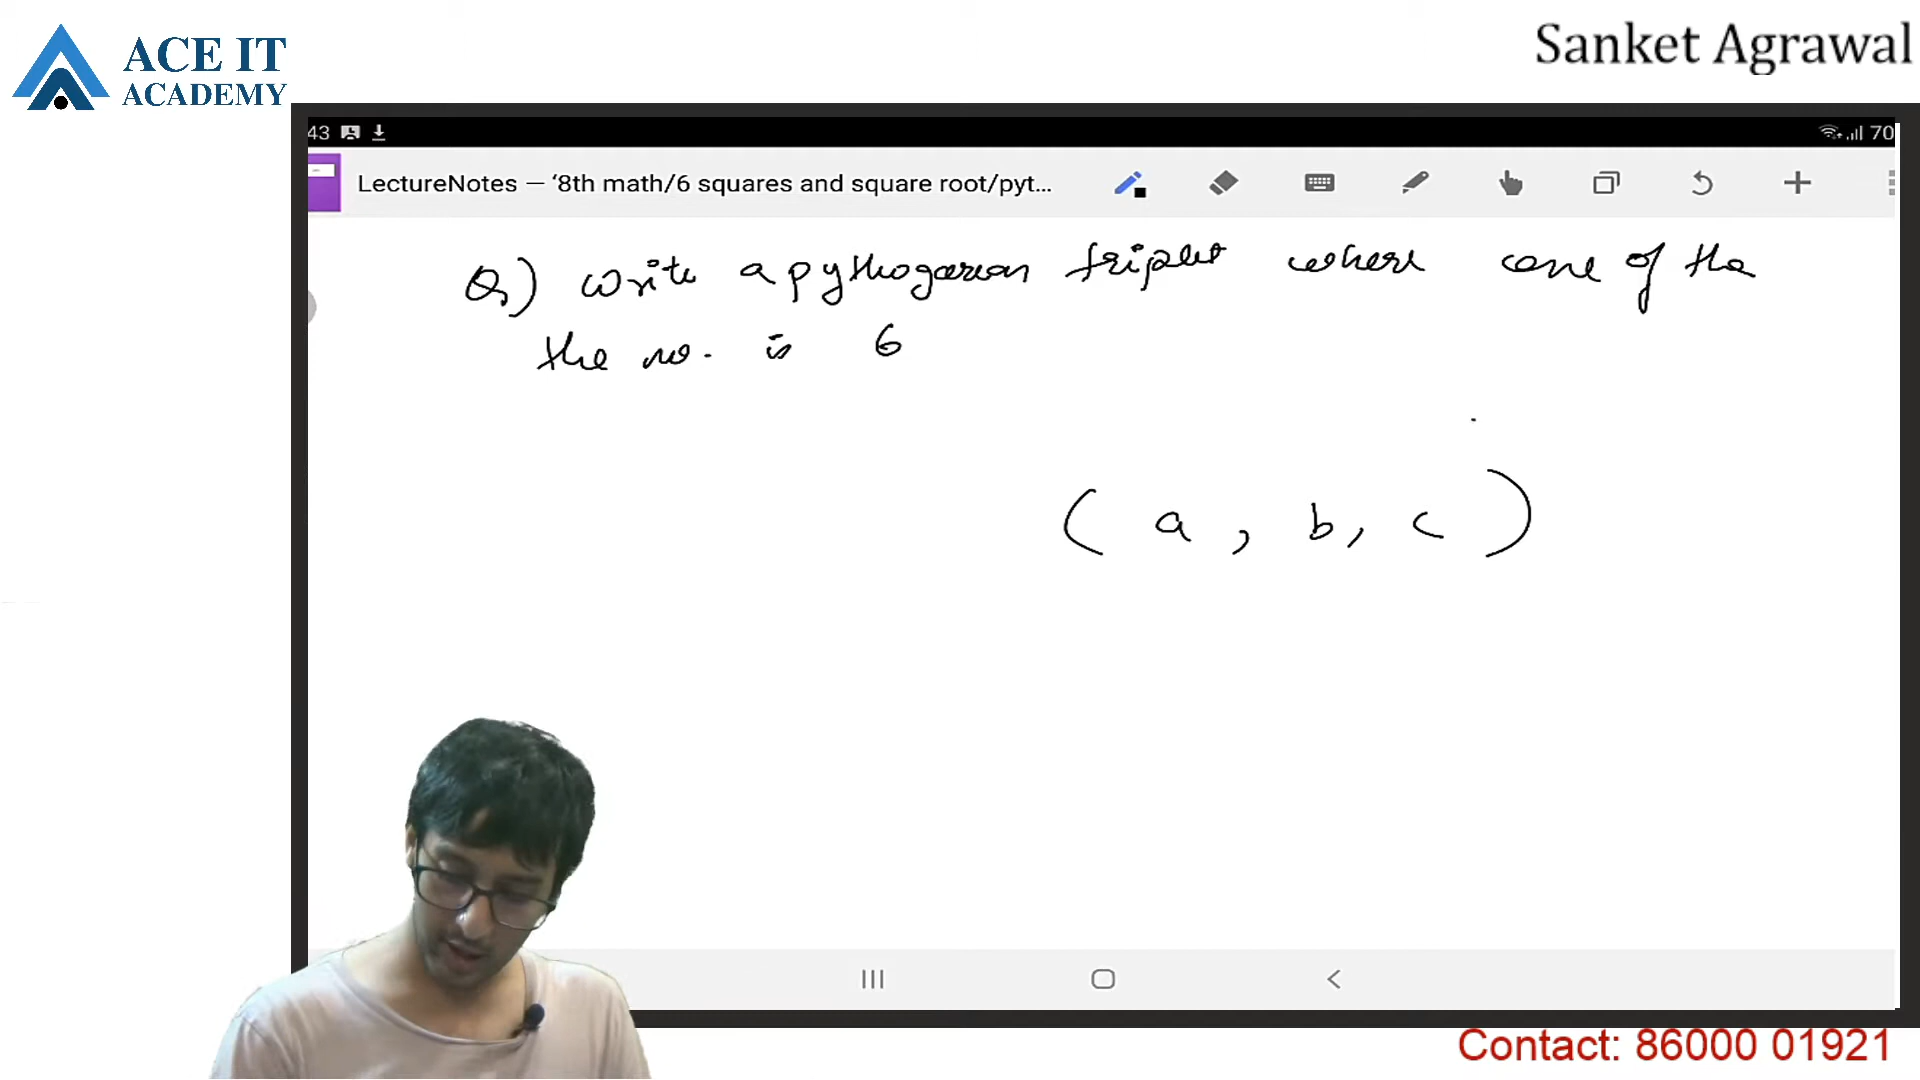 ACE IT
ACADEMY
Sanket Agrawal
43
70
LectureNotes — ‘8th math/6 squares and square root/pyt...
Q) write a pythogorean triplet where one of the
the no. is 6
( a , b, c )
Contact: 86000 01921